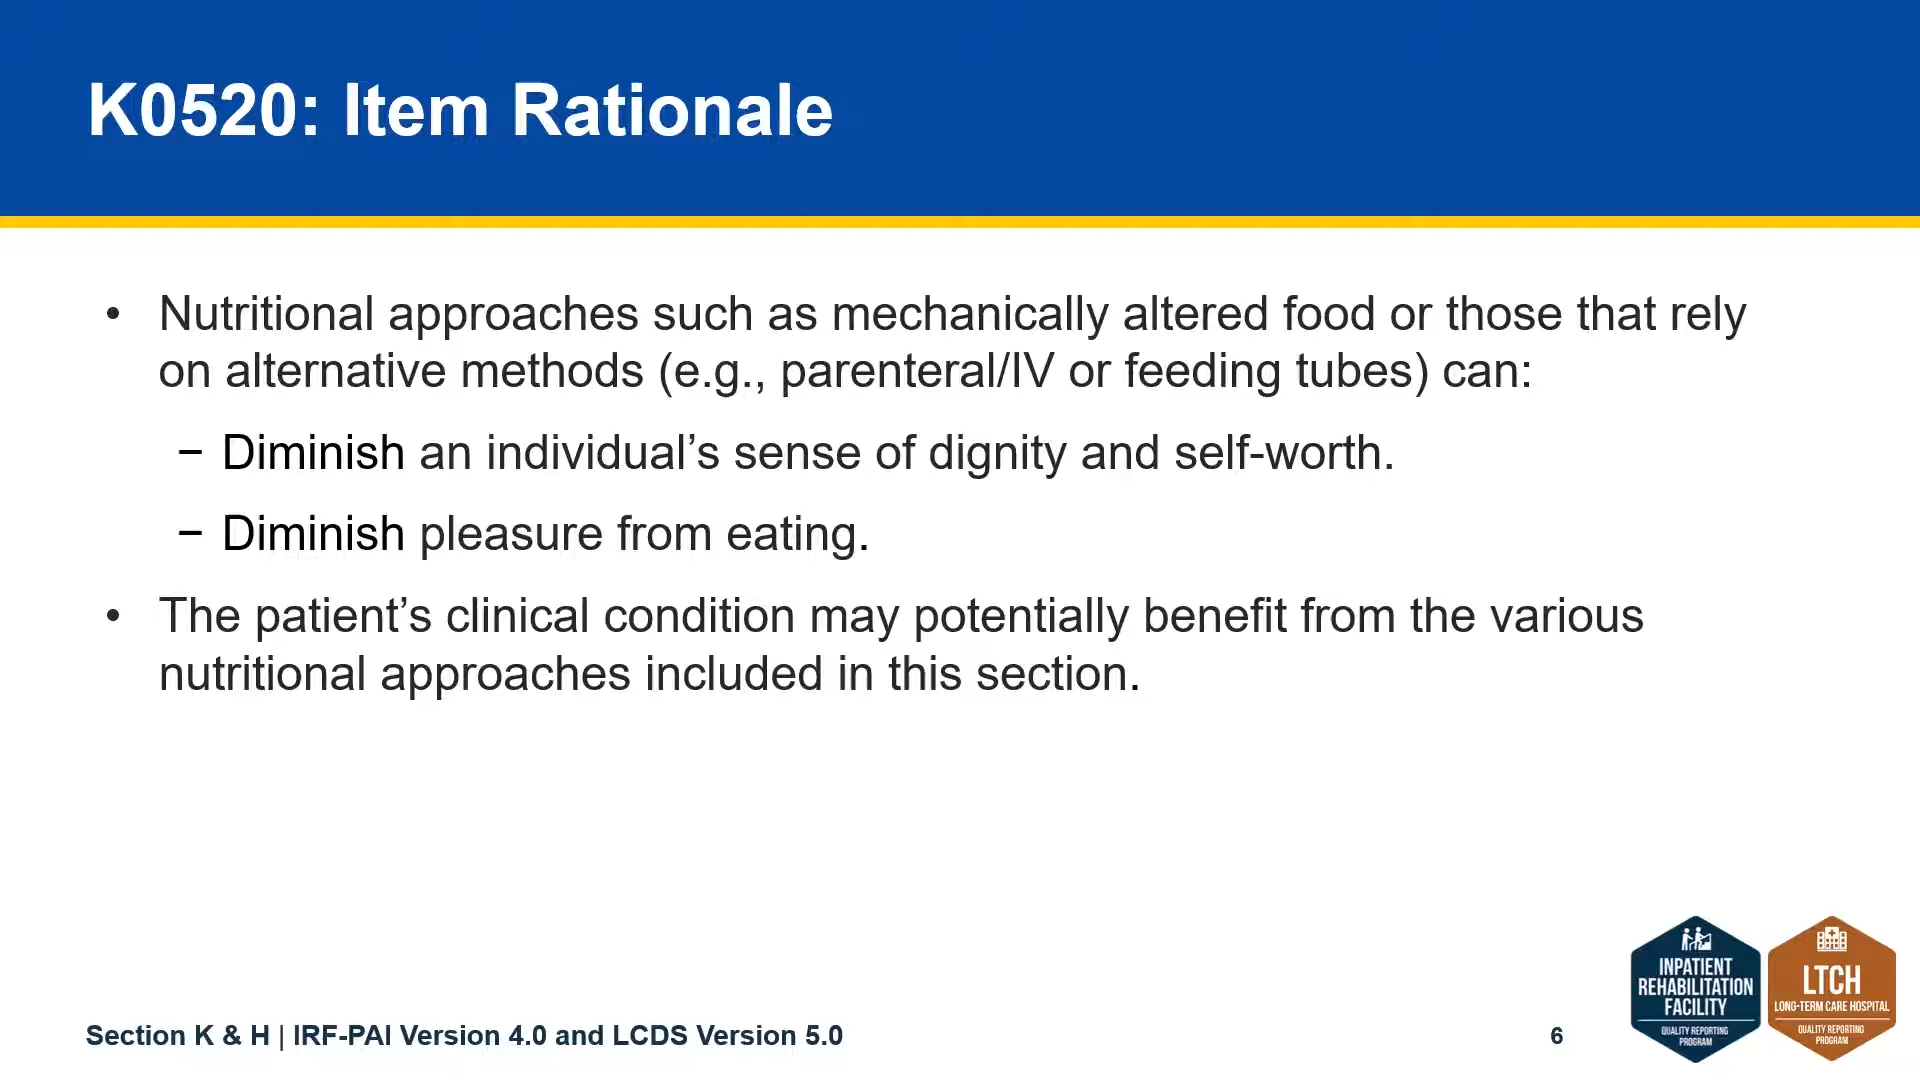 K0520: Item Rationale
• Nutritional approaches such as mechanically altered food or those that rely
on alternative methods (e.g., parenteral/IV or feeding tubes) can:
− Diminish an individual’s sense of dignity and self-worth.
− Diminish pleasure from eating.
• The patient’s clinical condition may potentially benefit from the various
nutritional approaches included in this section.
Section K & H | IRF-PAI Version 4.0 and LCDS Version 5.0
6
INPATIENT
REHABILITATION
FACILITY
QUALITY REPORTING
PROGRAM
LTCH
LONG-TERM CARE HOSPITAL
QUALITY REPORTING
PROGRAM